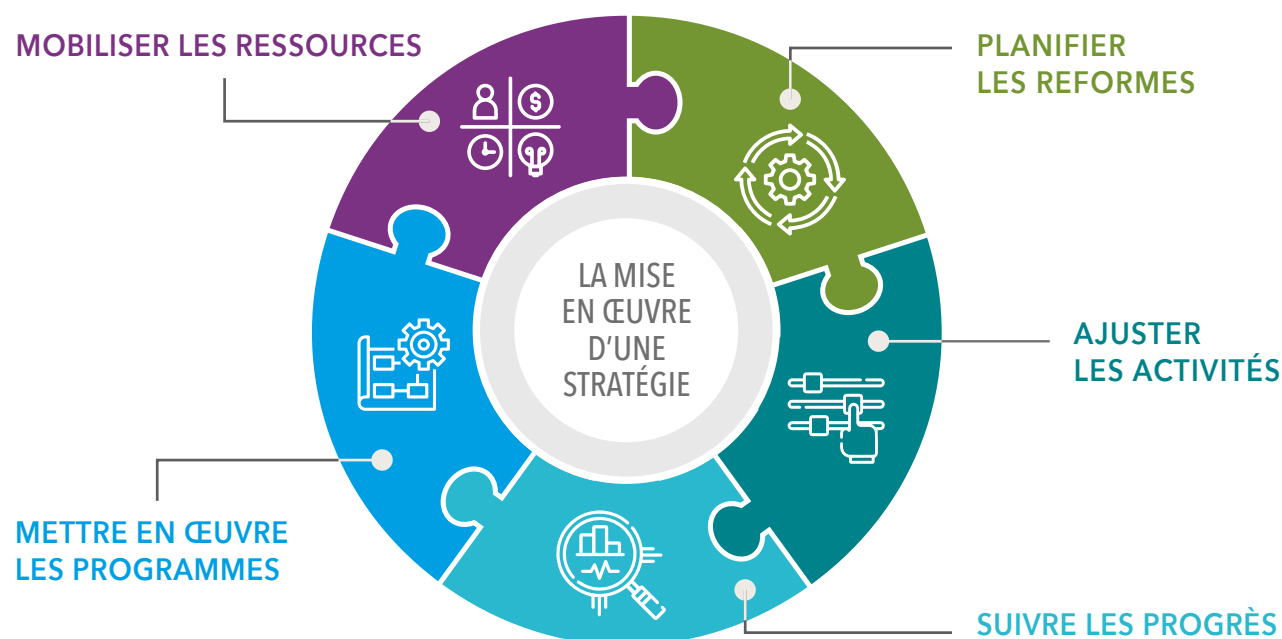 MOBILISER LES RESSOURCES
PLANIFIER
LES REFORMES
LA MISE
EN ŒUVRE
D'UNE
STRATÉGIE
AJUSTER
LES ACTIVITÉS
METTRE EN ŒUVRE
LES PROGRAMMES
SUIVRE LES PROGRÈS